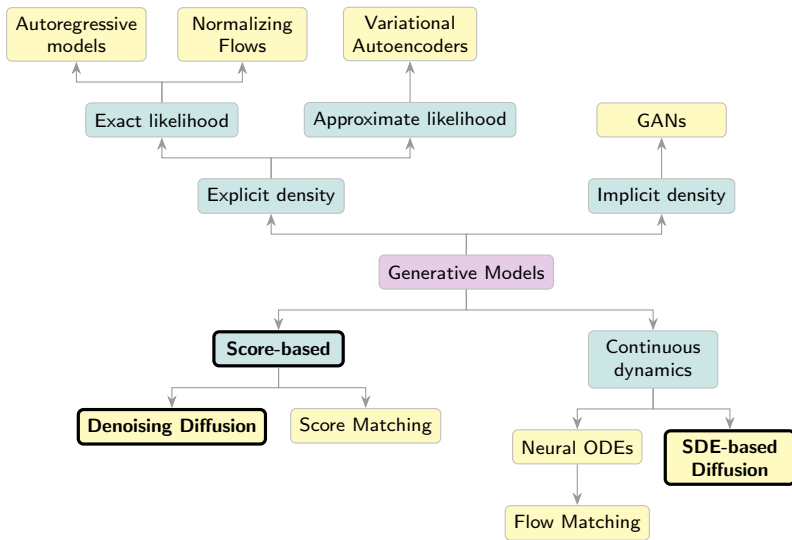 Autoregressive
models
Normalizing
Flows
Variational
Autoencoders
Exact likelihood
Approximate likelihood
GANs
Explicit density
Implicit density
Generative Models
Score-based
Continuous
dynamics
Denoising Diffusion
Score Matching
Neural ODEs
SDE-based
Diffusion
Flow Matching